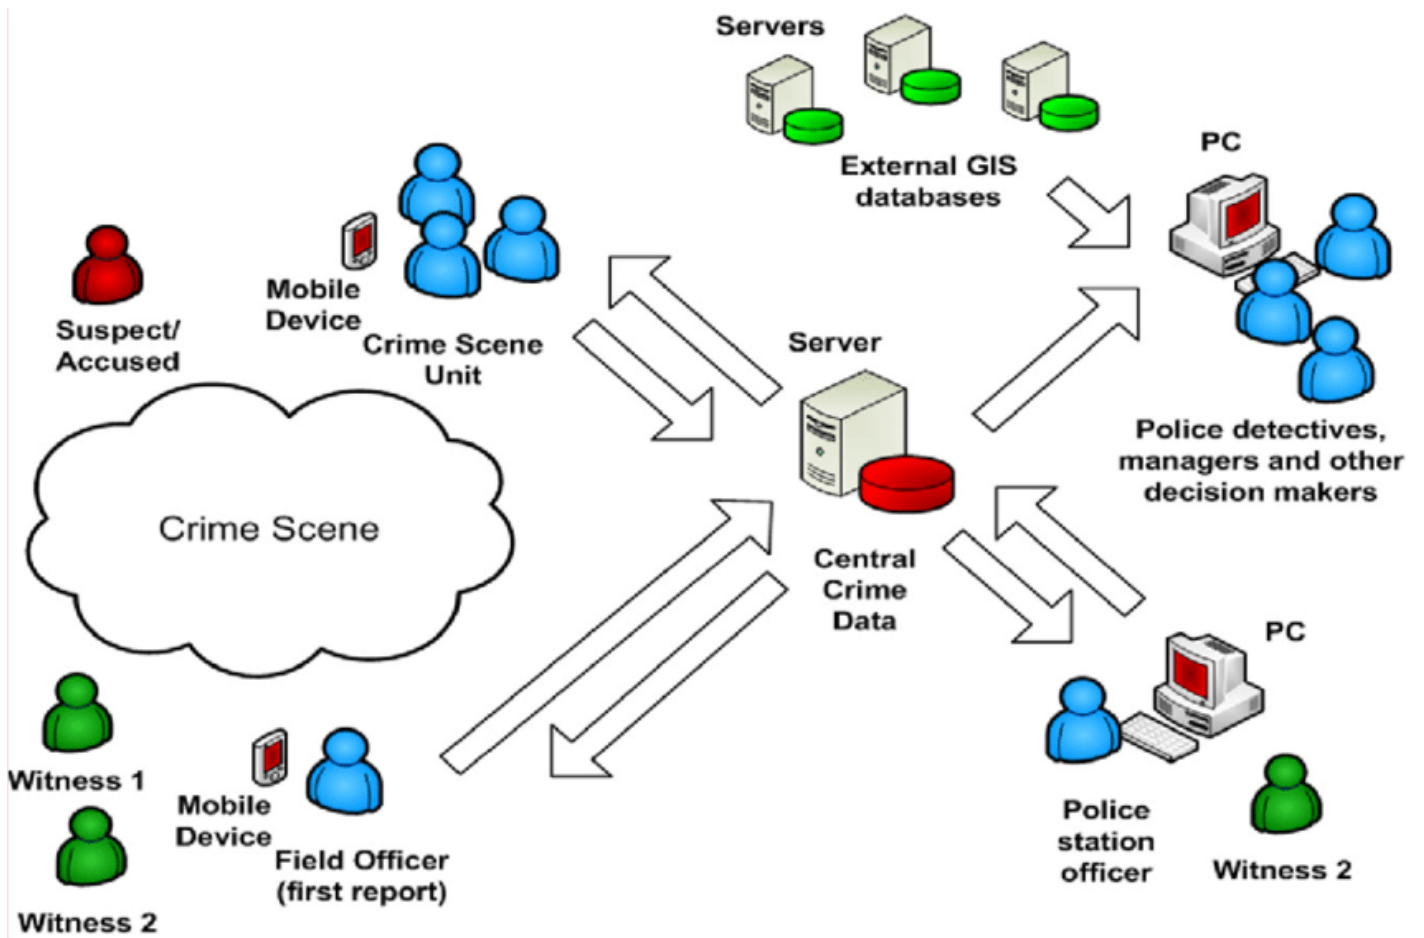 Servers
External GIS
databases
PC
Mobile
Device
Crime Scene
Unit
Suspect/
Accused
Server
Police detectives,
managers and other
decision makers
Crime Scene
Central
Crime
Data
PC
Witness 1
Mobile
Device
Field Officer
(first report)
Witness 2
Police
station
officer
Witness 2